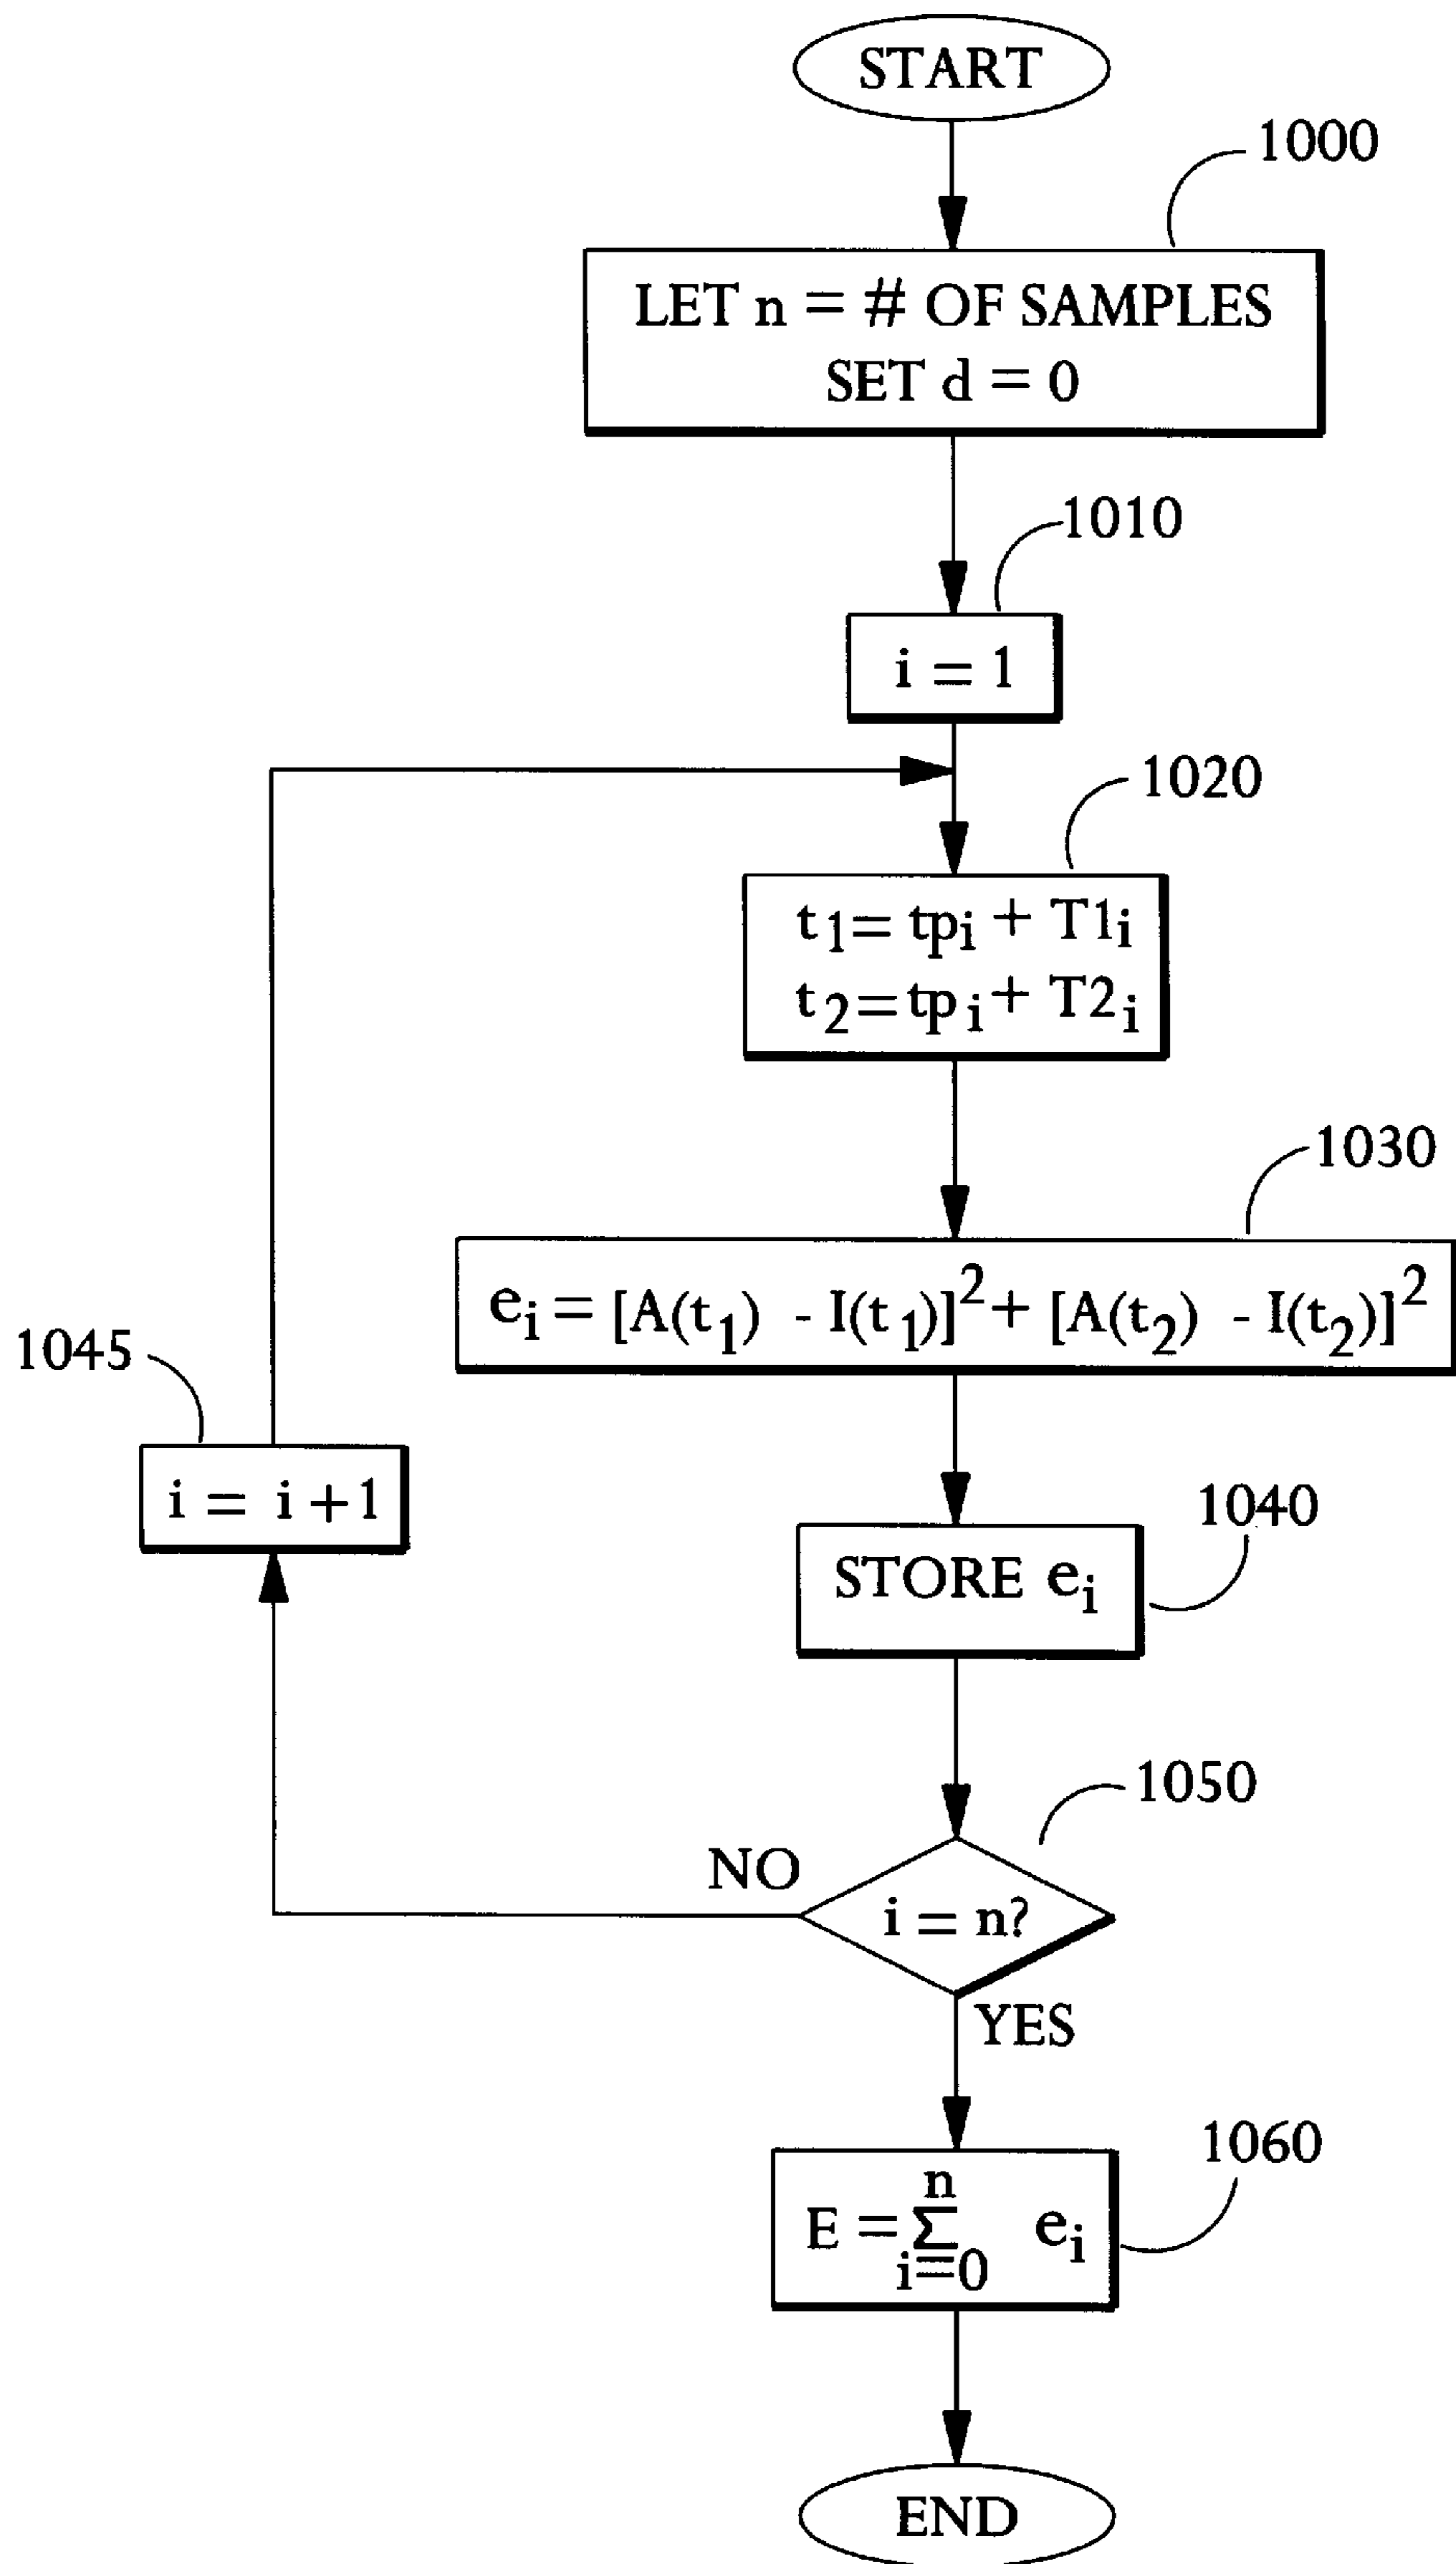 START
1000
LET n = # OF SAMPLES
SET d = 0
1010
i = 1
1020
t₁ = tpᵢ + T1ᵢ
t₂ = tpᵢ + T2ᵢ
1030
eᵢ = [A(t₁) - I(t₁)]² + [A(t₂) - I(t₂)]²
1045
i = i + 1
1040
STORE eᵢ
1050
NO
i = n?
YES
1060
n
E = Σ eᵢ
i=0
END